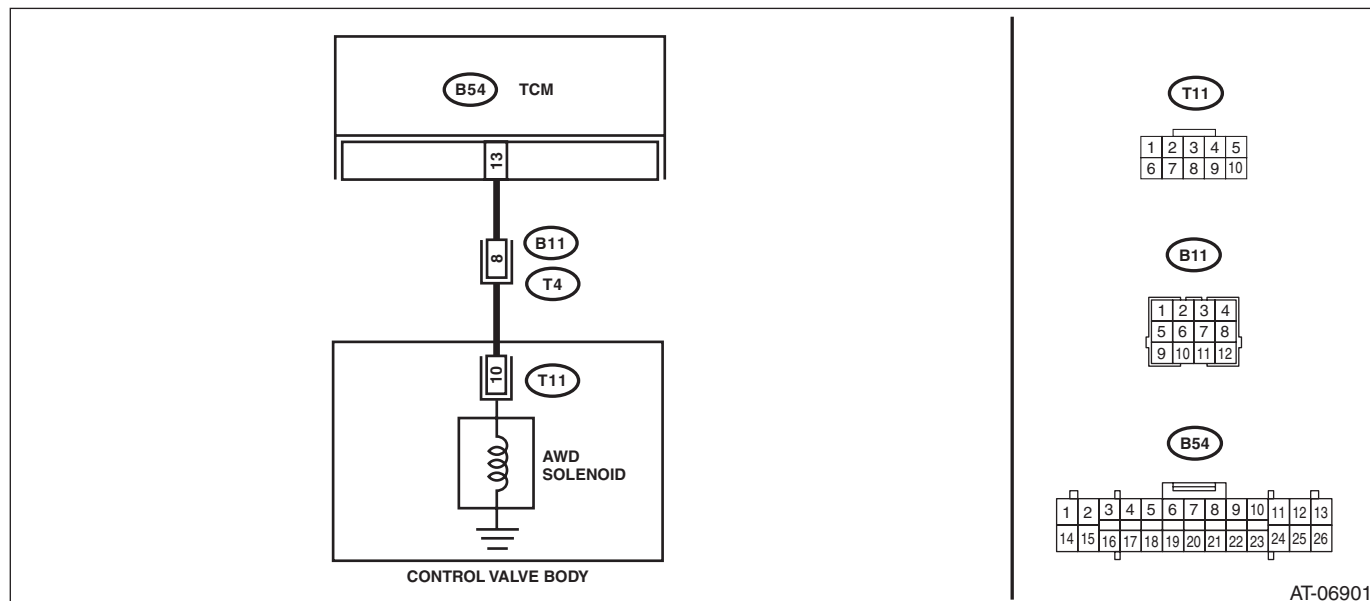 B54 TCM
13
8
B11
T4
10
T11
AWD
SOLENOID
CONTROL VALVE BODY
T11
1 2 3 4 5
6 7 8 9 10
B11
1 2 3 4
5 6 7 8
9 10 11 12
B54
1 2 3 4 5 6 7 8 9 10 11 12 13
14 15 16 17 18 19 20 21 22 23 24 25 26
AT-06901